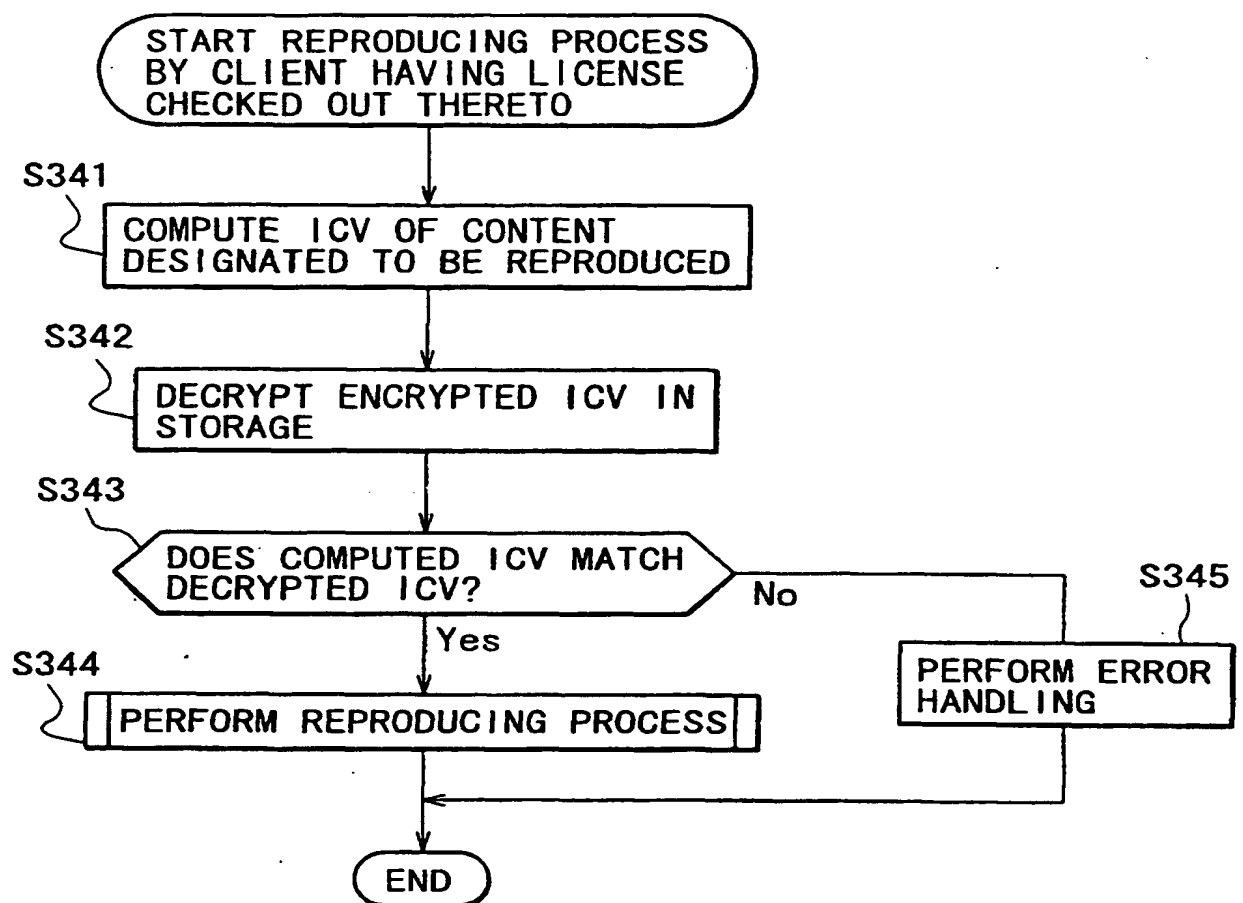 START REPRODUCING PROCESS
BY CLIENT HAVING LICENSE
CHECKED OUT THERETO
S341
COMPUTE ICV OF CONTENT
DESIGNATED TO BE REPRODUCED
S342
DECRYPT ENCRYPTED ICV IN
STORAGE
S343
DOES COMPUTED ICV MATCH
DECRYPTED ICV?
No
Yes
S345
PERFORM ERROR
HANDLING
S344
PERFORM REPRODUCING PROCESS
END